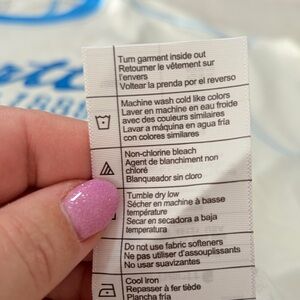 Turn garment inside out
Retourner le vêtement sur
l'envers
Voltear la prenda por el reverso
Machine wash cold like colors
Laver en machine en eau froide
avec des couleurs similaires
Lavar a máquina en agua fría
con colores similares
Non-chlorine bleach
Agent de blanchiment non
chloré
Blanqueador sin cloro
Tumble dry low
Sécher en machine à basse
température
Secar en secadora a baja
temperatura
Do not use fabric softeners
Ne pas utiliser d'assouplissants
No usar suavizantes
Cool iron
Repasser à fer tiède
Plancha fría